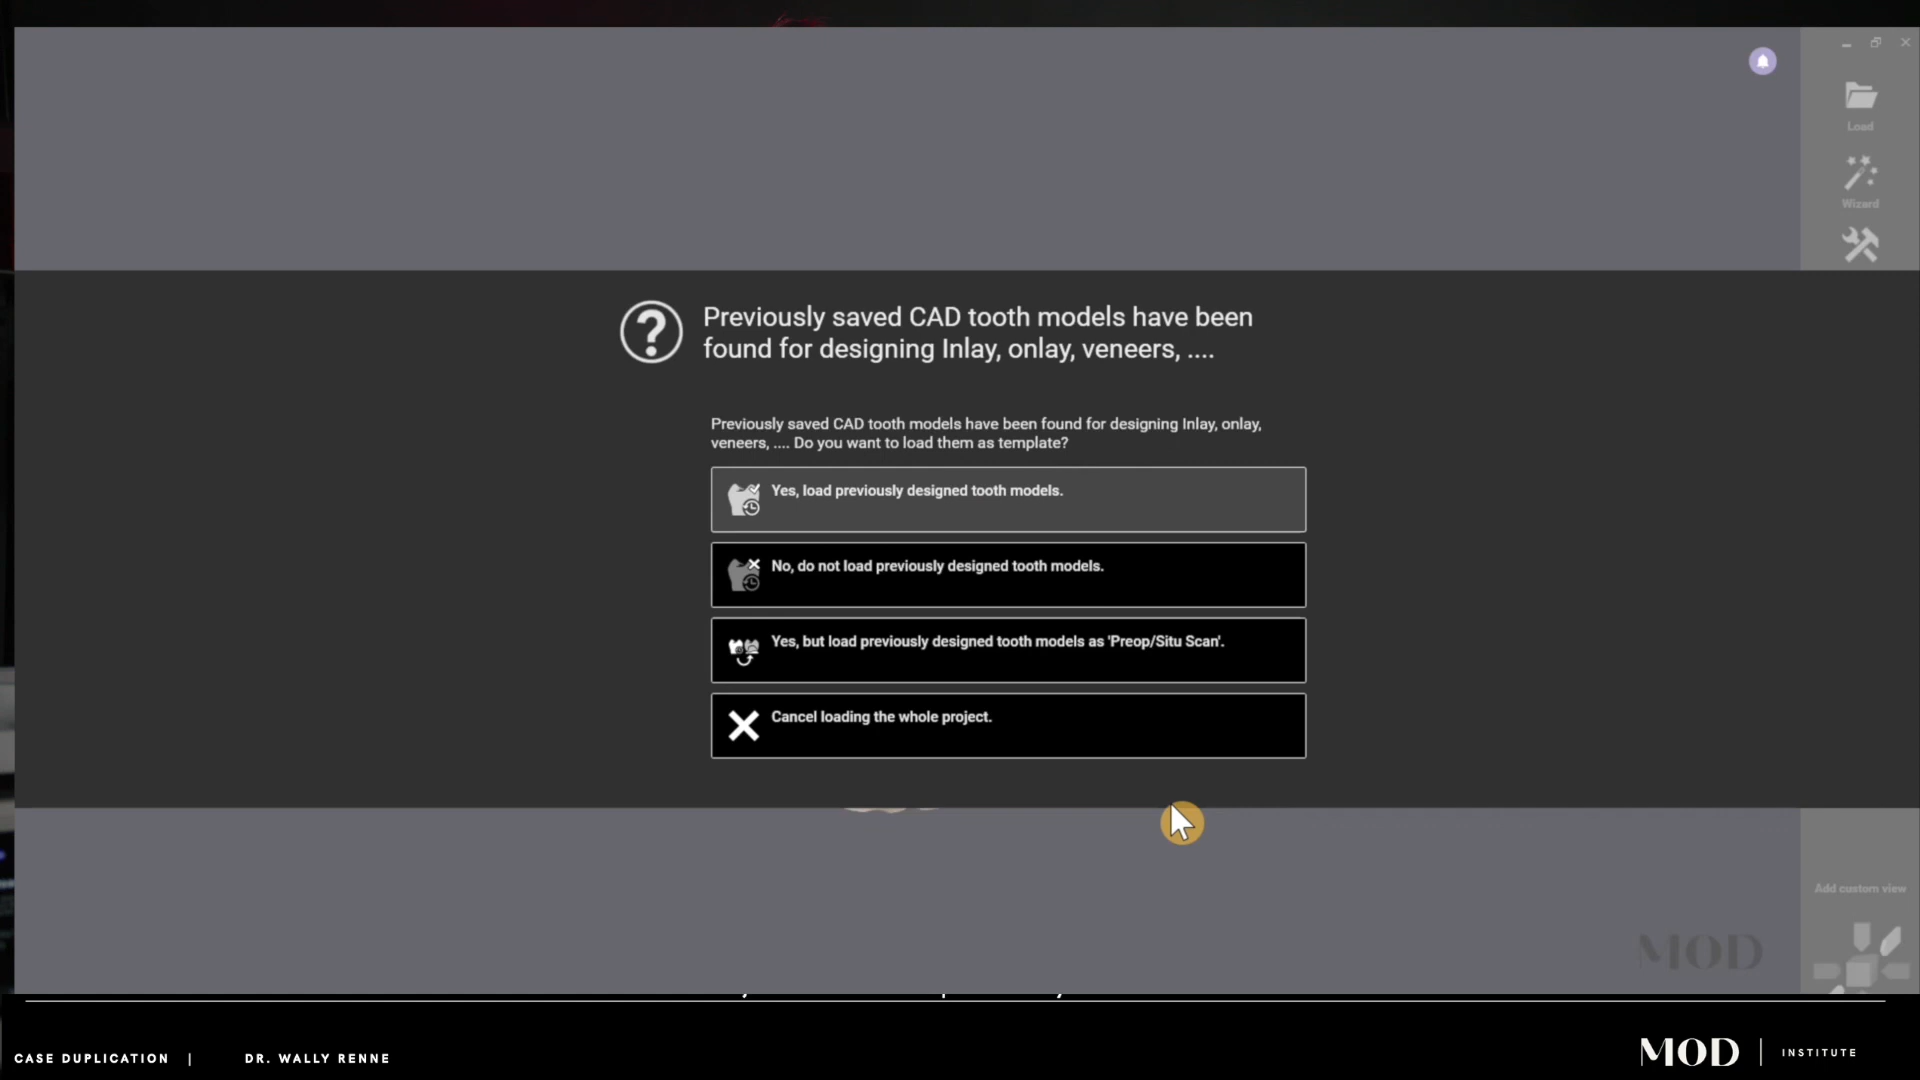 Load
Wizard
Previously saved CAD tooth models have been
found for designing Inlay, onlay, veneers, ....
Previously saved CAD tooth models have been found for designing Inlay, onlay,
veneers, .... Do you want to load them as template?
Yes, load previously designed tooth models.
No, do not load previously designed tooth models.
Yes, but load previously designed tooth models as 'Preop/Situ Scan'.
Cancel loading the whole project.
Add custom view
MOD
CASE DUPLICATION | DR. WALLY RENNE
MOD | INSTITUTE